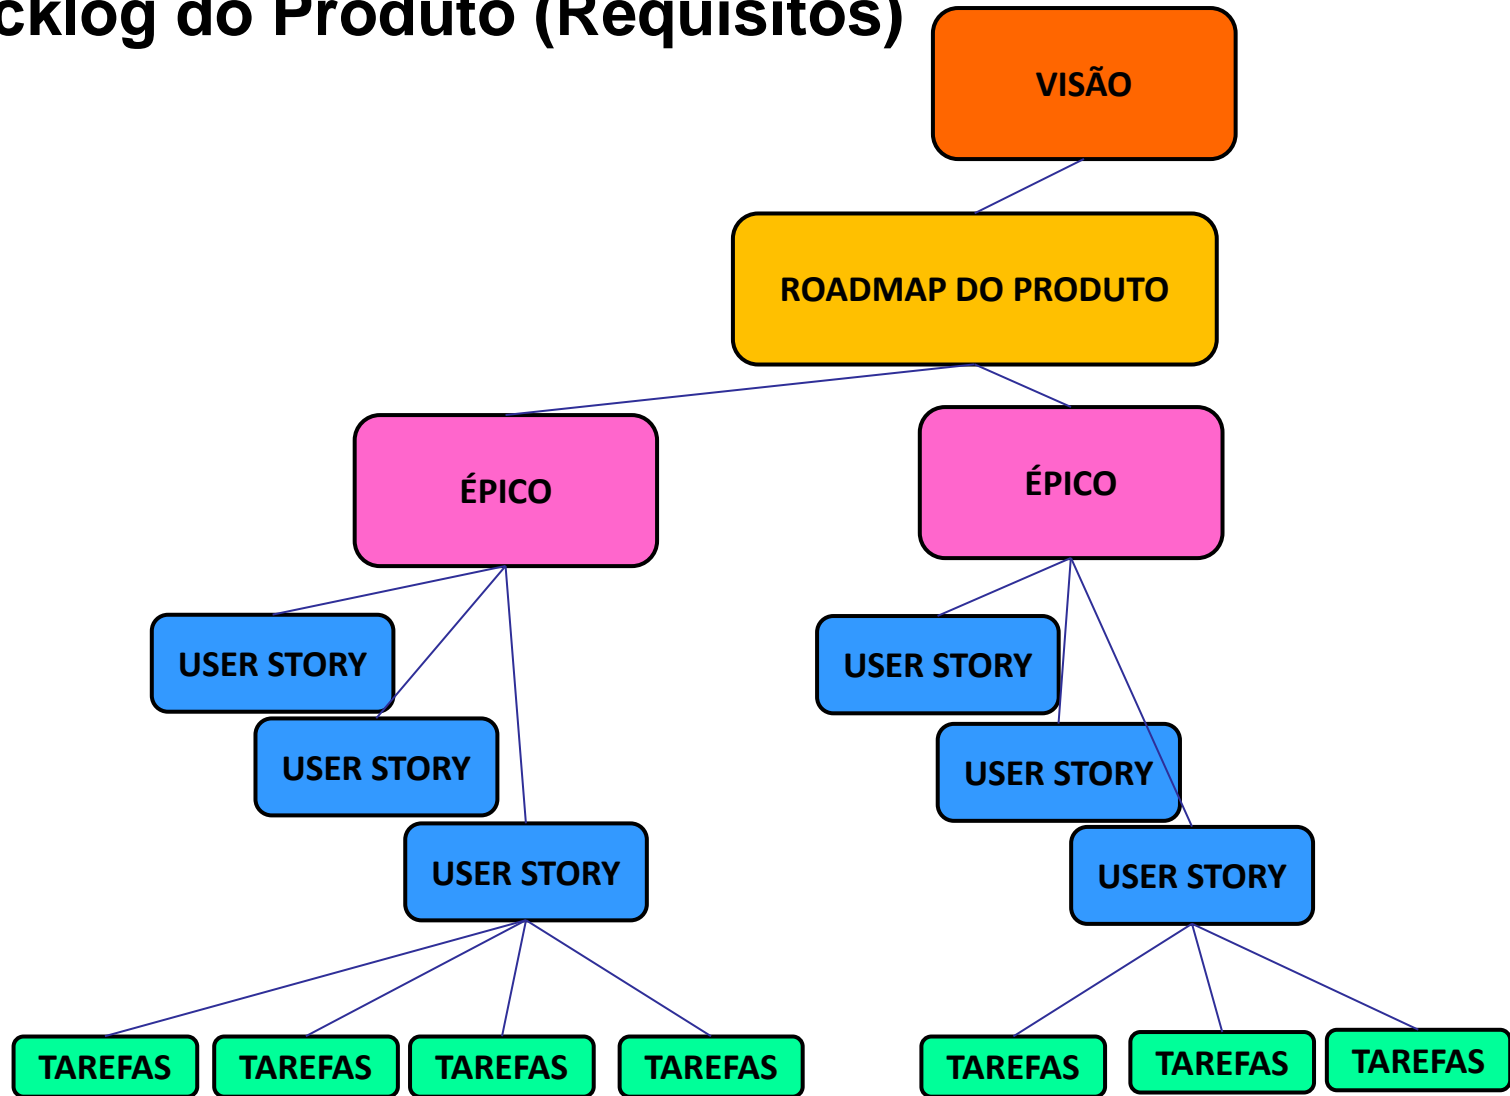 cklog do Produto (Requisitos)
VISÃO
ROADMAP DO PRODUTO
ÉPICO
ÉPICO
USER STORY
USER STORY
USER STORY
USER STORY
USER STORY
USER STORY
TAREFAS
TAREFAS
TAREFAS
TAREFAS
TAREFAS
TAREFAS
TAREFAS